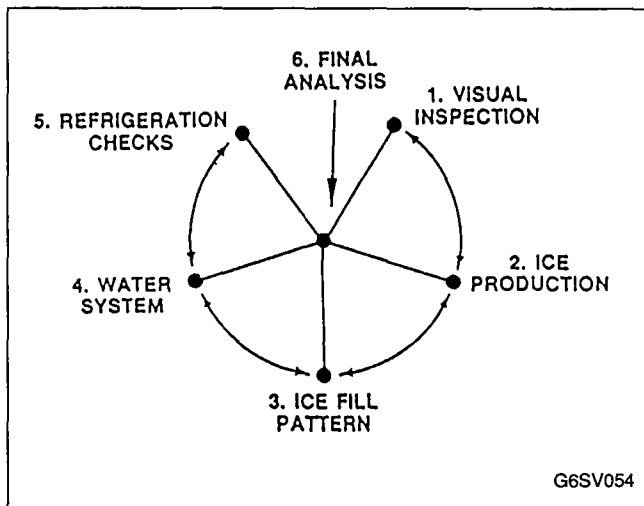 6. FINAL
ANALYSIS
1. VISUAL
INSPECTION
5. REFRIGERATION
CHECKS
2. ICE
PRODUCTION
4. WATER
SYSTEM
3. ICE FILL
PATTERN
G6SV054